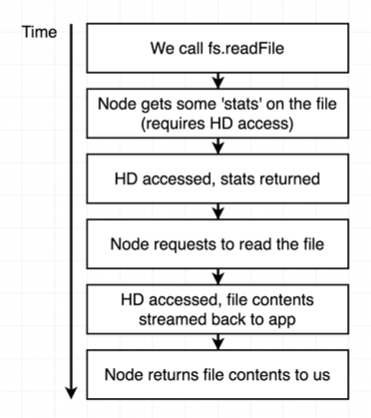 Time
We call fs.readFile
Node gets some 'stats' on the file
(requires HD access)
HD accessed, stats returned
Node requests to read the file
HD accessed, file contents
streamed back to app
Node returns file contents to us